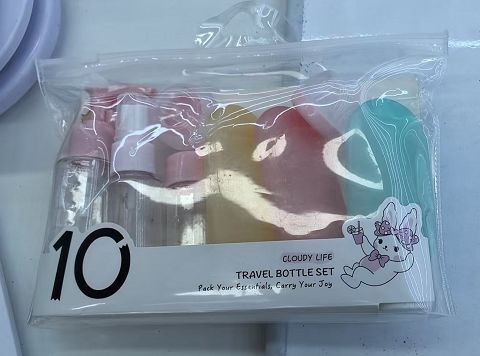 10
CLOUDY LIFE
TRAVEL BOTTLE SET
Pack Your Essentials, Carry Your Joy